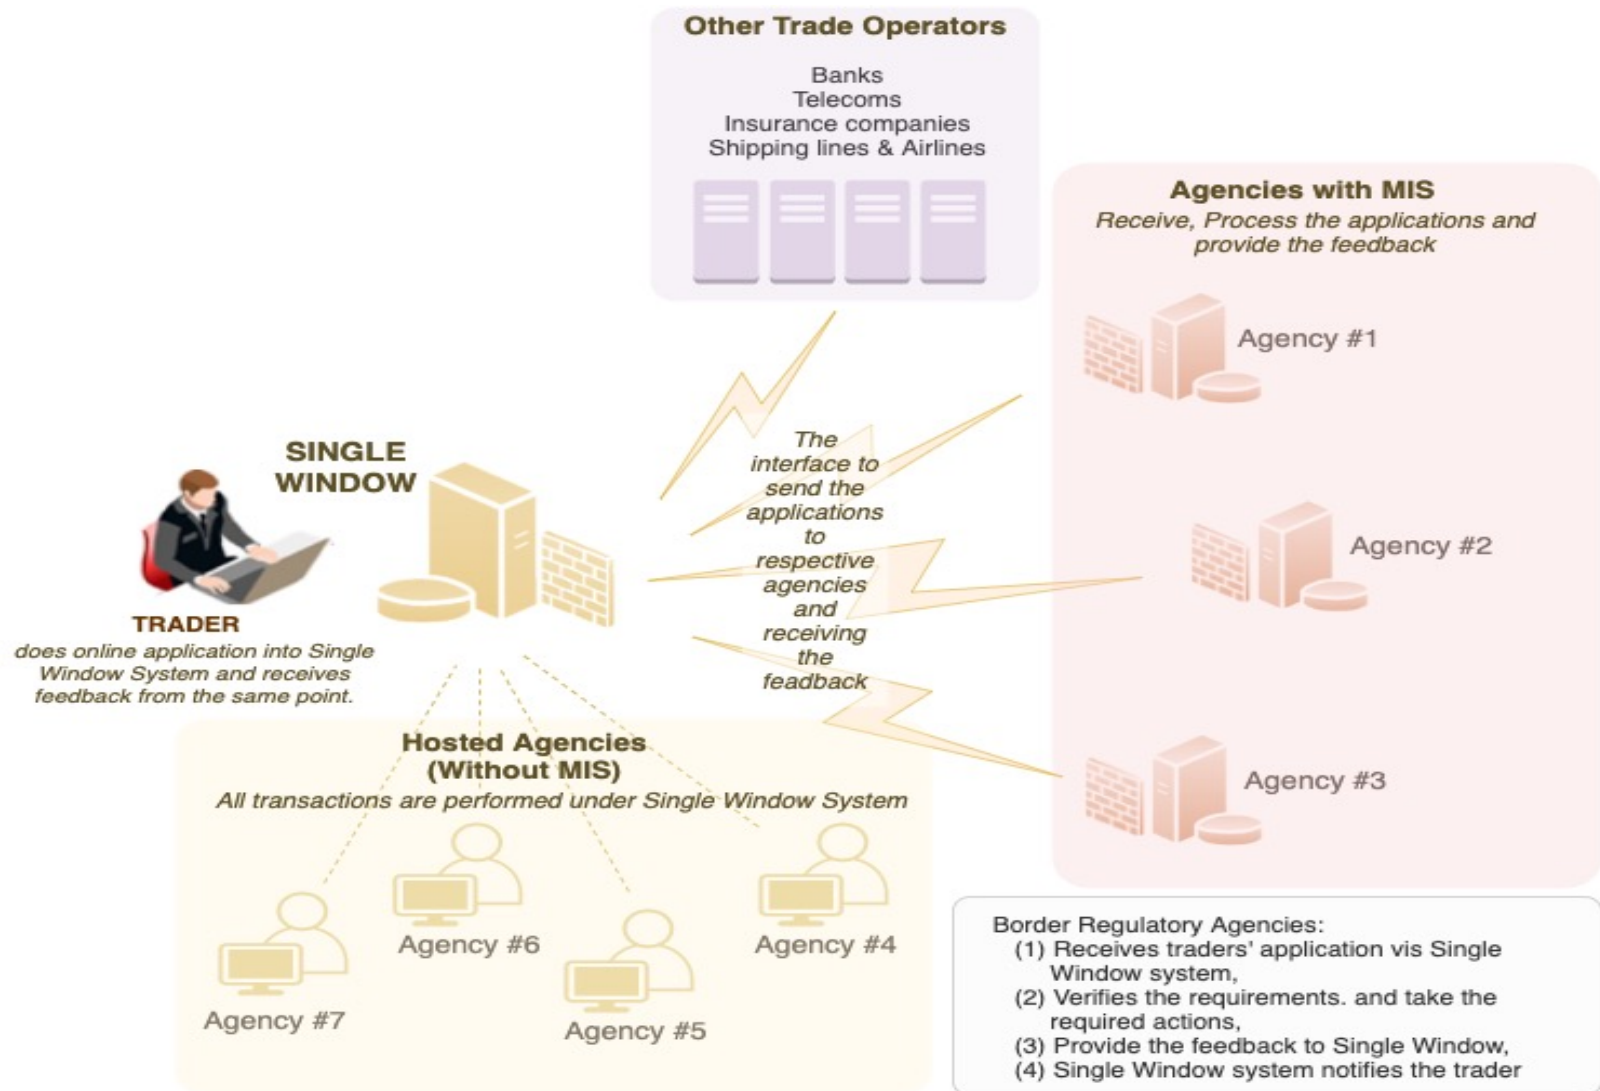 Other Trade Operators
Banks
Telecoms
Insurance companies
Shipping lines & Airlines
Agencies with MIS
Receive, Process the applications and
provide the feedback
Agency #1
Agency #2
Agency #3
SINGLE
WINDOW
TRADER
does online application into Single
Window System and receives
feedback from the same point.
The
interface to
send the
applications
to
respective
agencies
and
receiving
the
feadback
Hosted Agencies
(Without MIS)
All transactions are performed under Single Window System
Agency #4
Agency #6
Agency #7
Agency #5
Border Regulatory Agencies:
(1) Receives traders' application vis Single
Window system,
(2) Verifies the requirements. and take the
required actions,
(3) Provide the feedback to Single Window,
(4) Single Window system notifies the trader